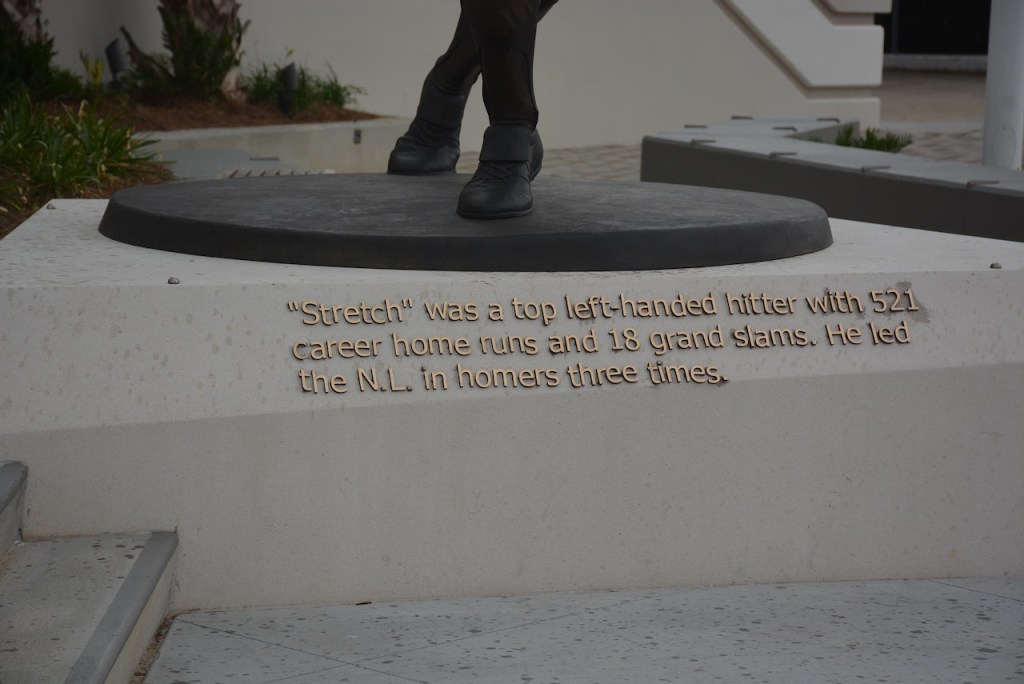 "Stretch" was a top left-handed hitter with 521
career home runs and 18 grand slams. He led
the N.L. in homers three times.